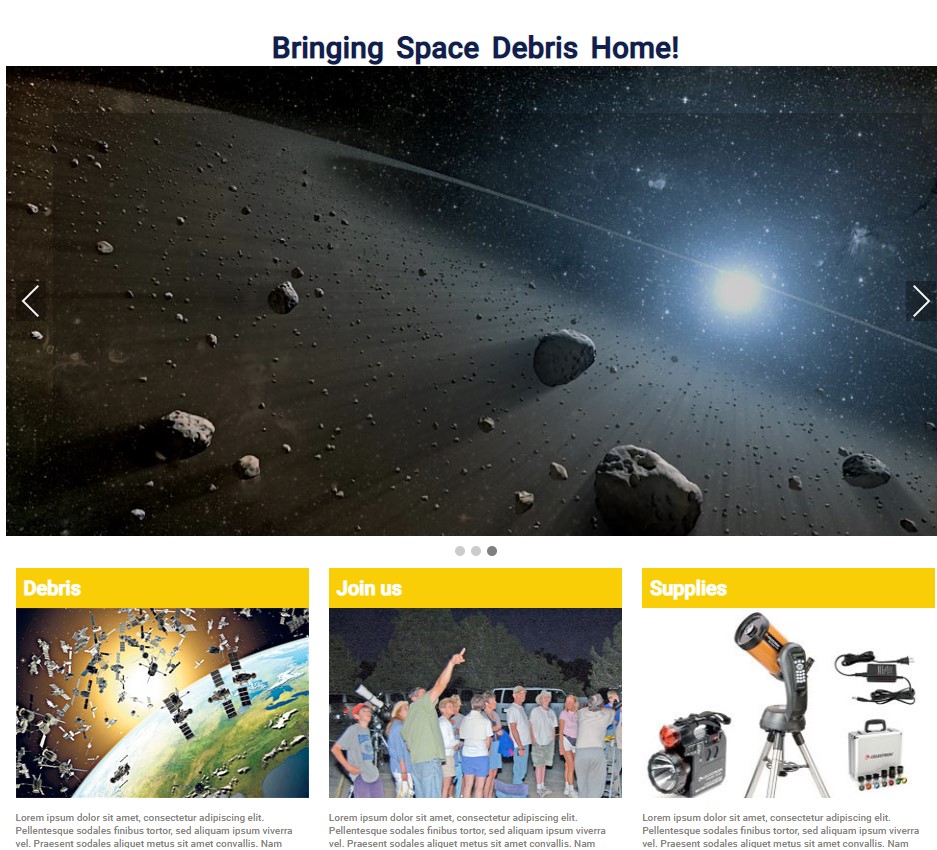 Bringing Space Debris Home!
Debris
Join us
Supplies
Lorem ipsum dolor sit amet, consectetur adipiscing elit.
Pellentesque sodales finibus tortor, sed aliquam ipsum viverra
vel. Praesent sodales aliquet metus sit amet convallis. Nam
Lorem ipsum dolor sit amet, consectetur adipiscing elit.
Pellentesque sodales finibus tortor, sed aliquam ipsum viverra
vel. Praesent sodales aliquet metus sit amet convallis. Nam
Lorem ipsum dolor sit amet, consectetur adipiscing elit.
Pellentesque sodales finibus tortor, sed aliquam ipsum viverra
vel. Praesent sodales aliquet metus sit amet convallis. Nam